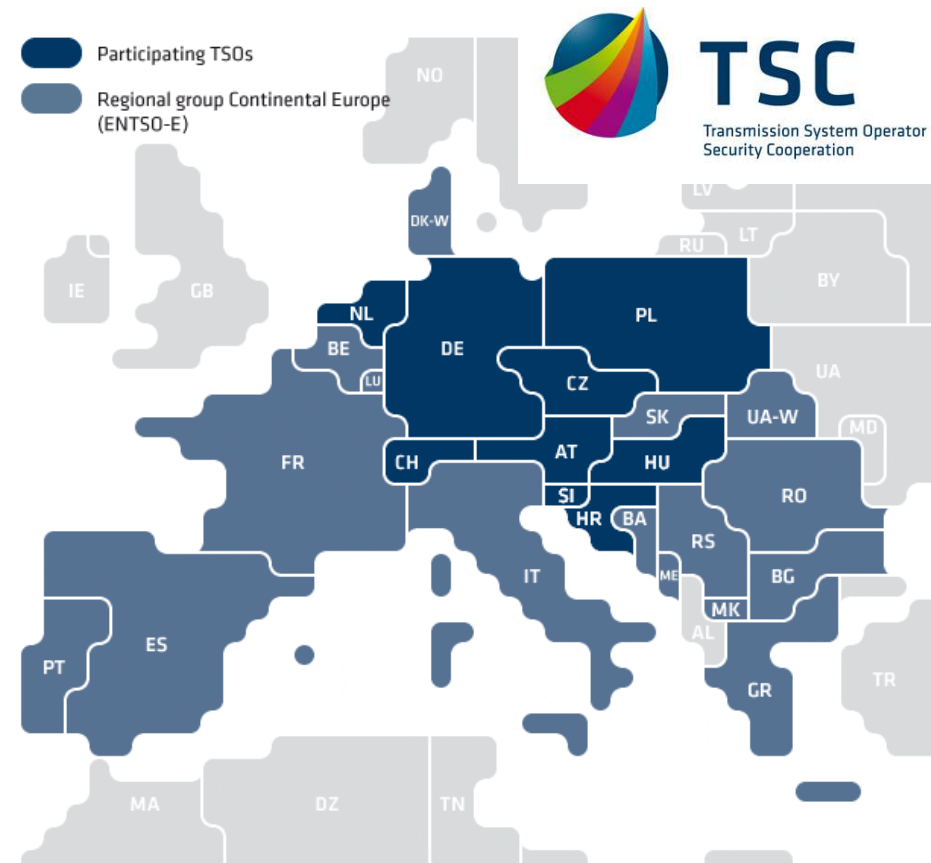 Participating TSOs
Regional group Continental Europe
(ENTSO-E)
TSC
Transmission System Operator
Security Cooperation
NO
LV
DK-W
LT
RU
BY
IE
GB
NL
PL
BE
DE
UA
LU
CZ
SK
UA-W
MD
FR
CH
AT
HU
SI
RO
HR
BA
RS
IT
ME
BG
MK
AL
ES
PT
GR
TR
MA
DZ
TN